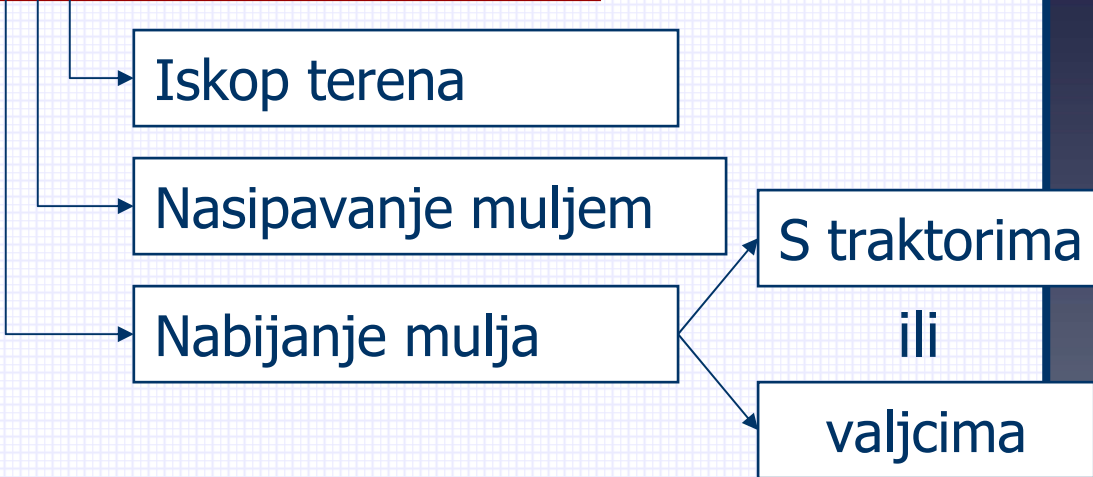 Iskop terena
Nasipavanje muljem
S traktorima
Nabijanje mulja
ili
valjcima